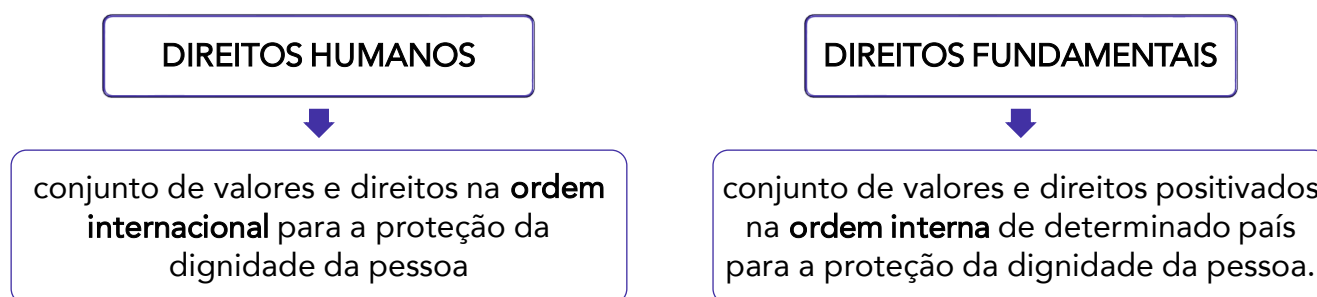 DIREITOS HUMANOS
conjunto de valores e direitos na ordem
internacional para a proteção da
dignidade da pessoa
DIREITOS FUNDAMENTAIS
conjunto de valores e direitos positivados
na ordem interna de determinado país
para a proteção da dignidade da pessoa.